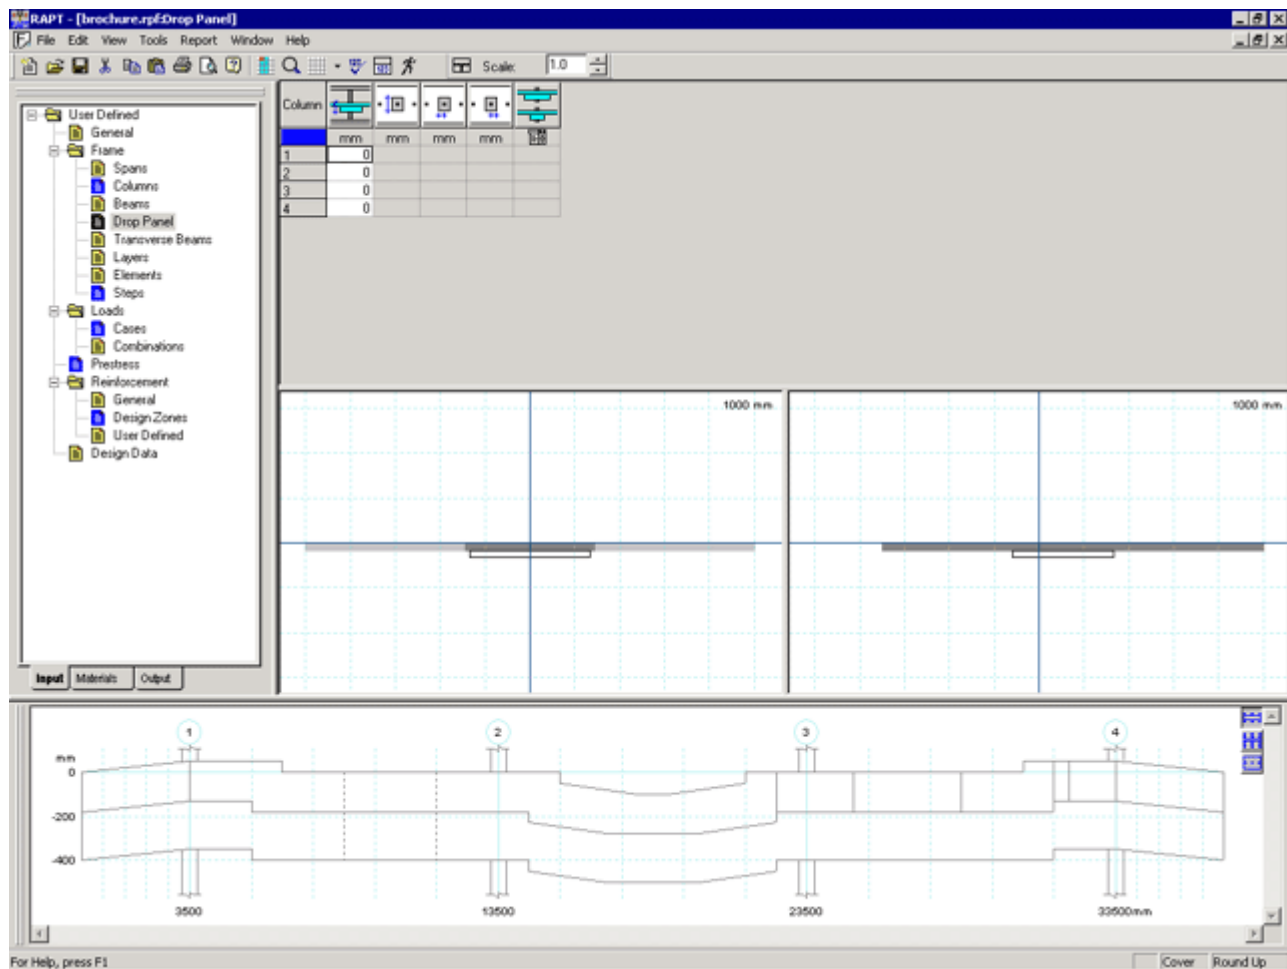 RAPT - [brochure.rpf:Drop Panel]
File Edit View Tools Report Window Help
Scale: 1.0
User Defined
General
Frame
Spans
Columns
Beams
Drop Panel
Transverse Beams
Layers
Elements
Steps
Loads
Cases
Combinations
Prestress
Reinforcement
General
Design Zones
User Defined
Design Data
Input Materials Output
Column
mm mm mm mm
1 0
2 0
3 0
4 0
1000 mm
1000 mm
1 2 3 4
mm
0
-200
-400
3500 13500 23500 33500mm
For Help, press F1
Cover Round Up